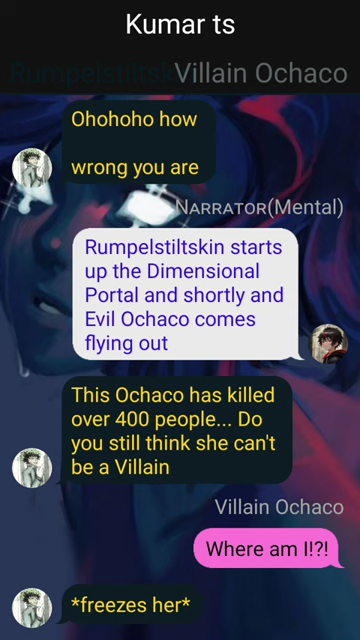 Kumar ts
Rumpelstiltsk Villain Ochaco
Ohohoho how
wrong you are
Narrator(Mental)
Rumpelstiltskin starts
up the Dimensional
Portal and shortly and
Evil Ochaco comes
flying out
This Ochaco has killed
over 400 people... Do
you still think she can't
be a Villain
Villain Ochaco
Where am I!?!
*freezes her*